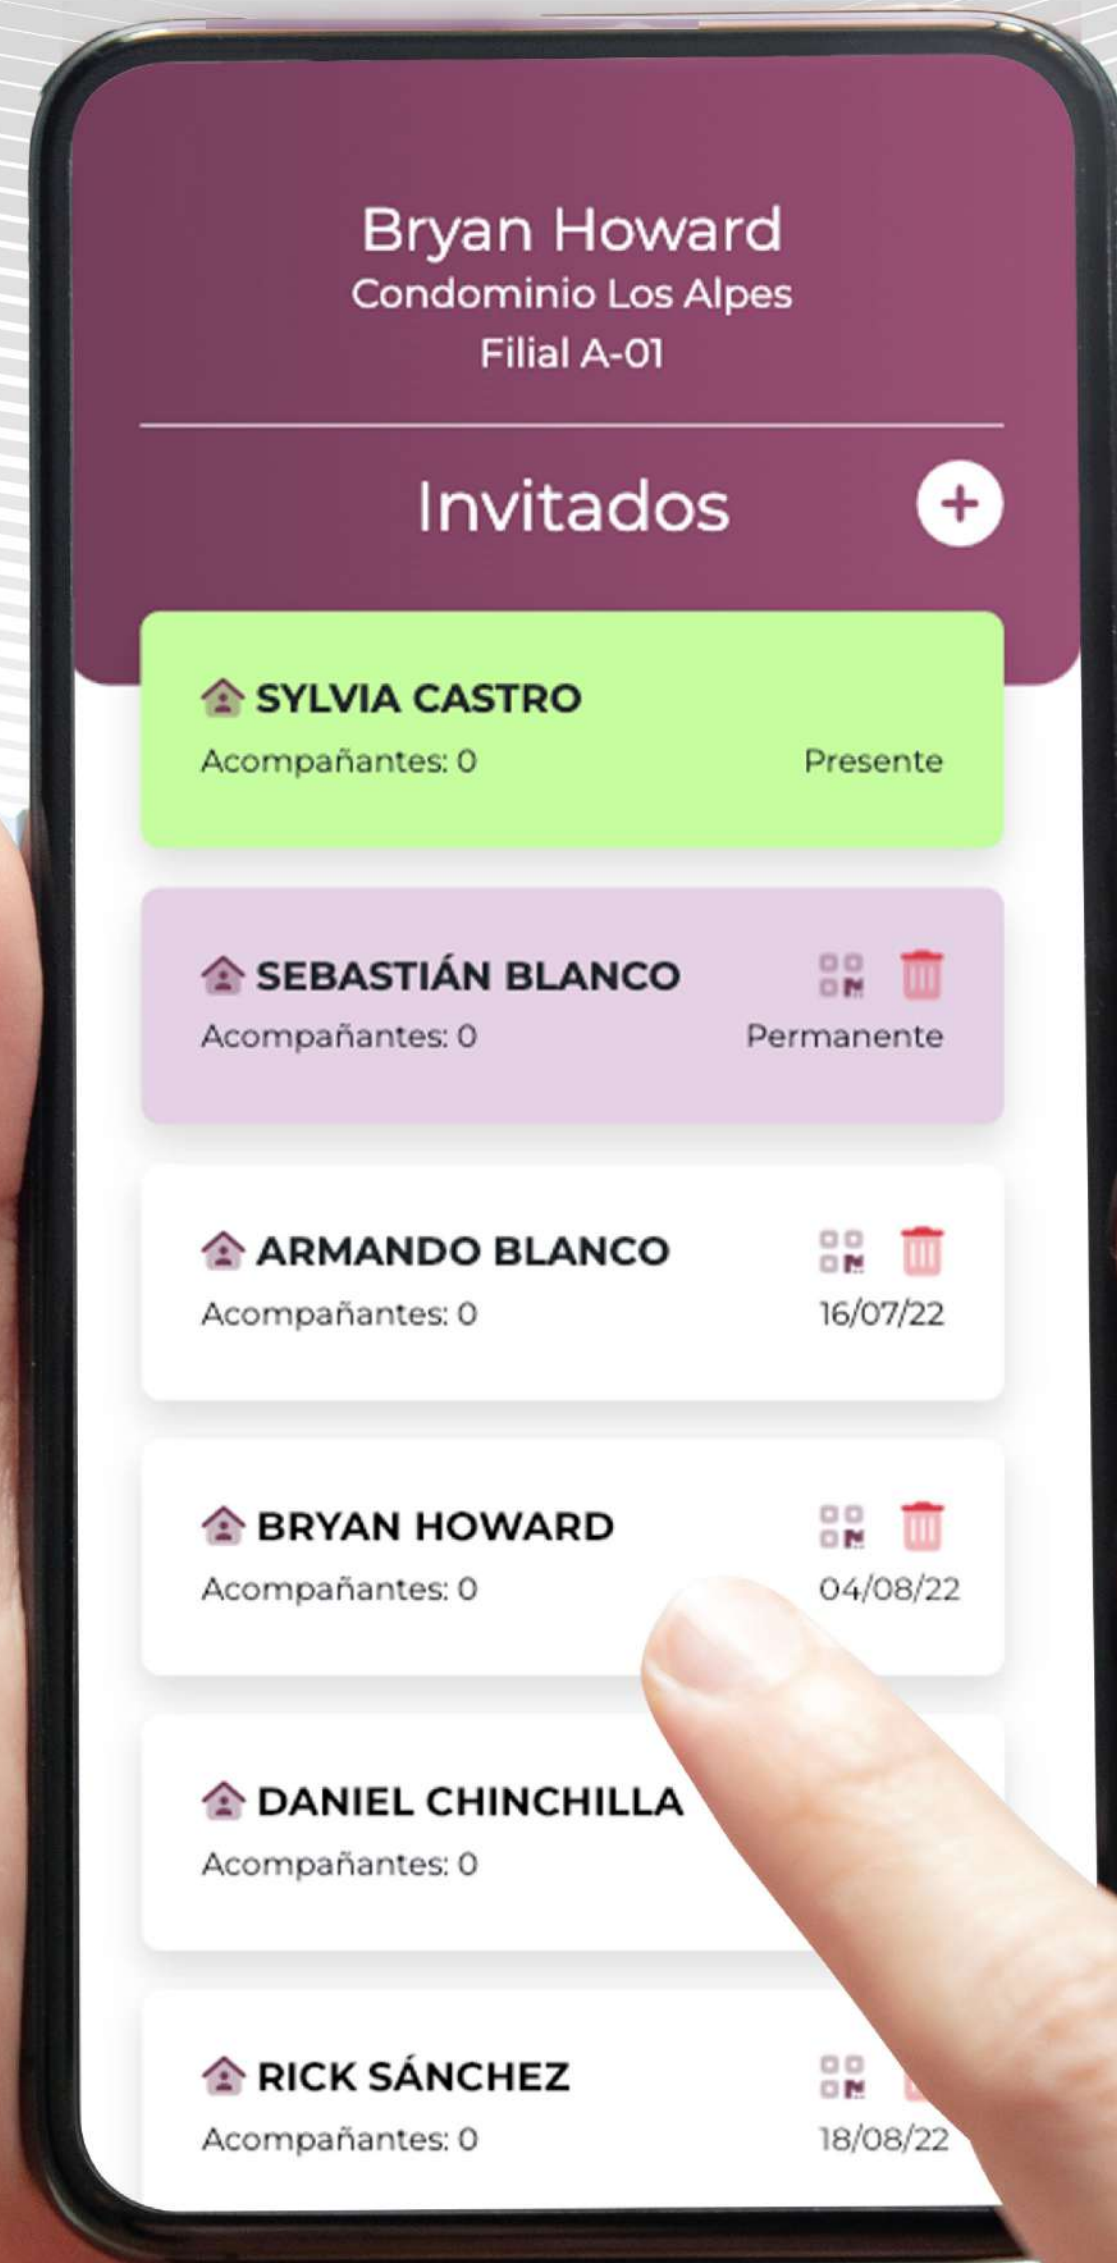 Bryan Howard
Condominio Los Alpes
Filial A-01
Invitados
SYLVIA CASTRO
Acompañantes: 0 Presente
SEBASTIÁN BLANCO
Acompañantes: 0 Permanente
ARMANDO BLANCO
Acompañantes: 0 16/07/22
BRYAN HOWARD
Acompañantes: 0 04/08/22
DANIEL CHINCHILLA
Acompañantes: 0
RICK SÁNCHEZ
Acompañantes: 0 18/08/22